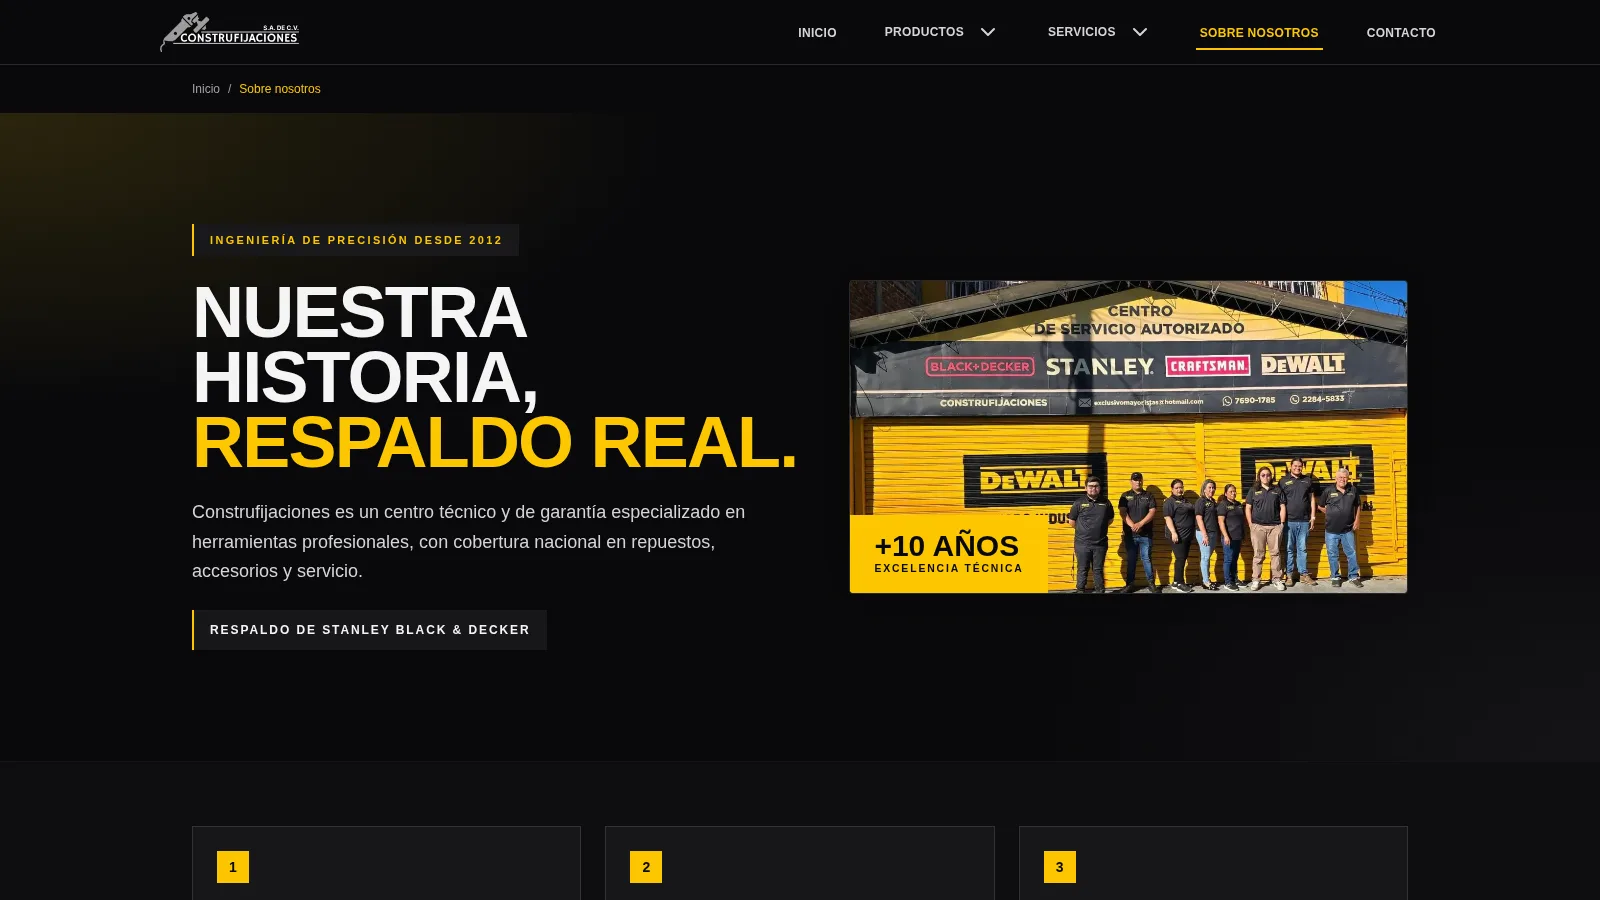 S.A. DE C.V.
CONSTRUFIJACIONES
INICIO
PRODUCTOS
SERVICIOS
SOBRE NOSOTROS
CONTACTO
Inicio / Sobre nosotros
INGENIERÍA DE PRECISIÓN DESDE 2012
NUESTRA
HISTORIA,
RESPALDO REAL.
Construfijaciones es un centro técnico y de garantía especializado en
herramientas profesionales, con cobertura nacional en repuestos,
accesorios y servicio.
RESPALDO DE STANLEY BLACK & DECKER
CENTRO
DE SERVICIO AUTORIZADO
BLACK+DECKER STANLEY. CRAFTSMAN. DEWALT
CONSTRUFIJACIONES exclusivomayoristas@hotmail.com 7690-1785 2284-5833
DEWALT
DEWALT
+10 AÑOS
EXCELENCIA TÉCNICA
1
2
3